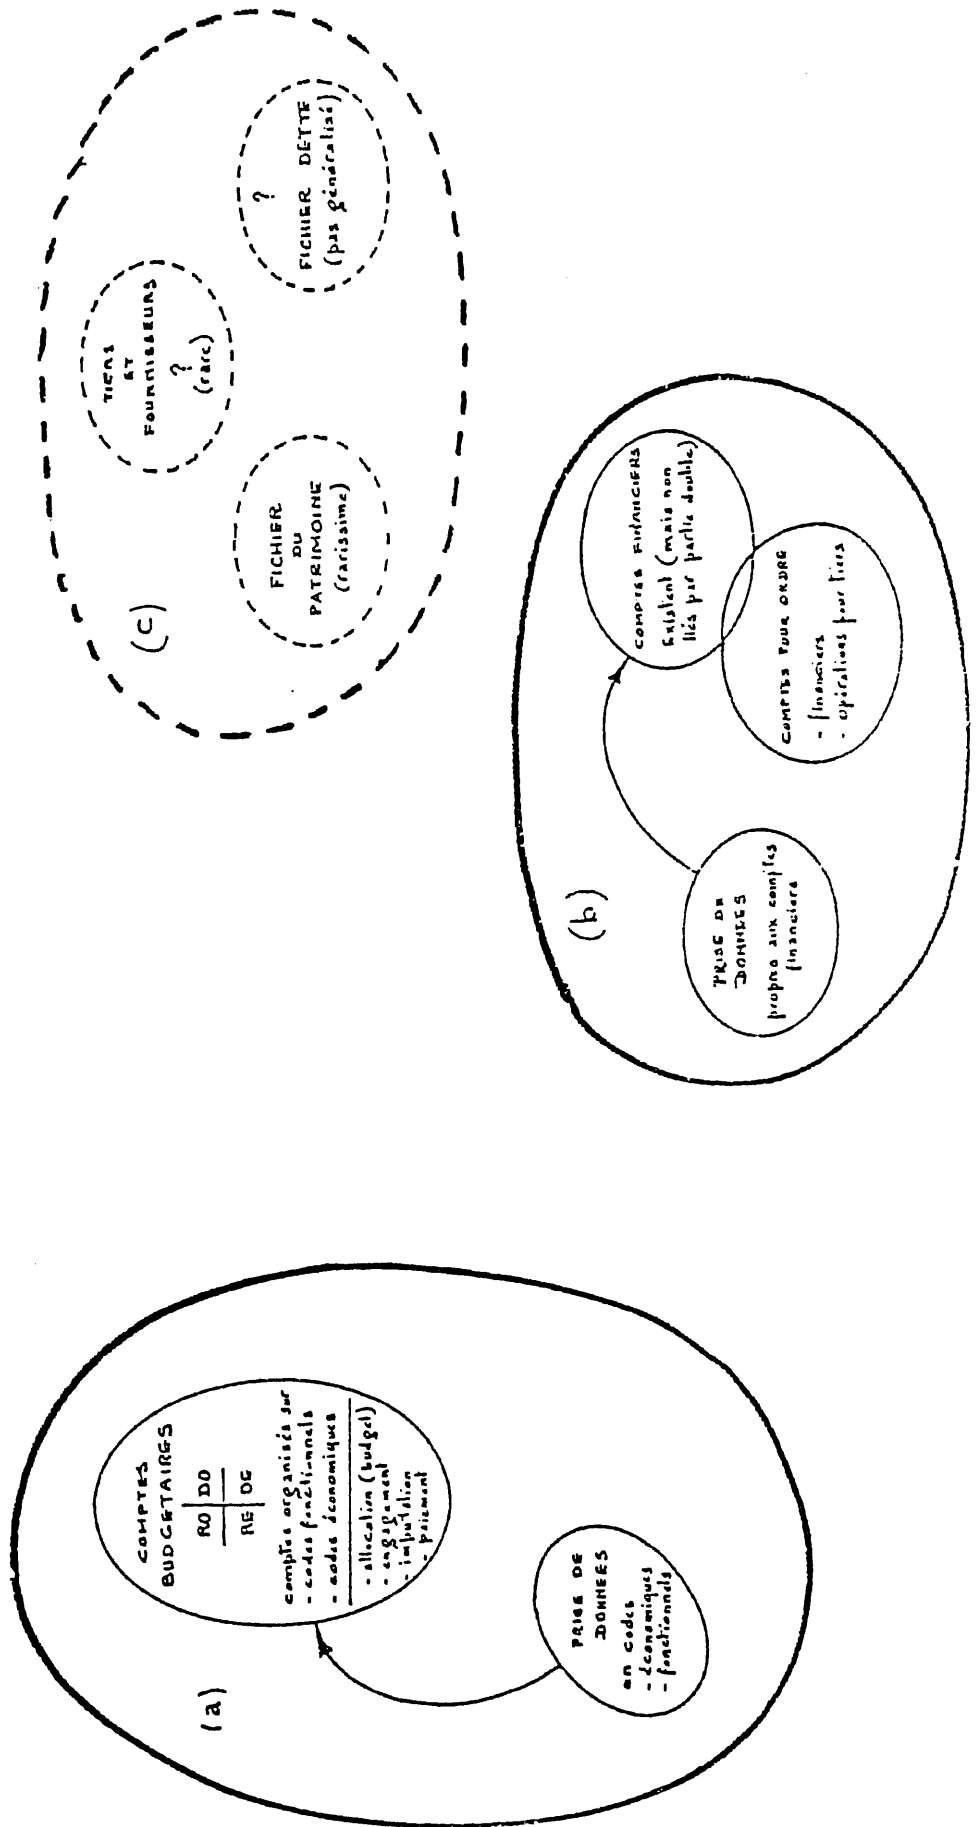 (a)
COMPTES
BUDGETAIRES
RO DO
RE DE
comptes organisés sur
- codes fonctionnels
- codes économiques
- allocation (budget)
- engagement
- imputation
- paiement
PRISE DE
DONNEES
en codes
- économiques
- fonctionnels
(b)
PRISE DE
DONNEES
propres aux comptes
financiers
COMPTES FINANCIERS
Existent (mais non
liés par partie double)
COMPTES POUR ORDRE
- financiers
- opérations pour tiers
(c)
FICHIER
DU
PATRIMOINE
(rarissime)
TIERS
ET
FOURNISSEURS
?
(rare)
?
FICHIER DETTE
(pas généralisé)